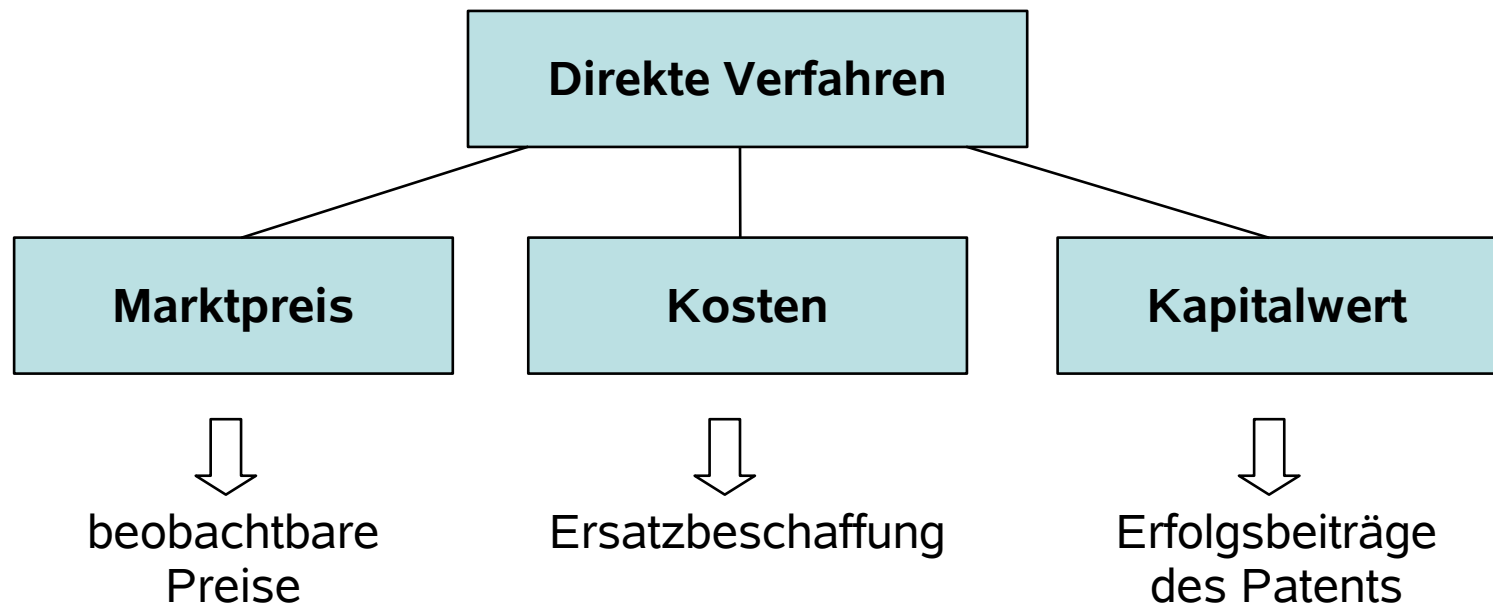 Direkte Verfahren
Marktpreis
Kosten
Kapitalwert
beobachtbare
Preise
Ersatzbeschaffung
Erfolgsbeiträge
des Patents